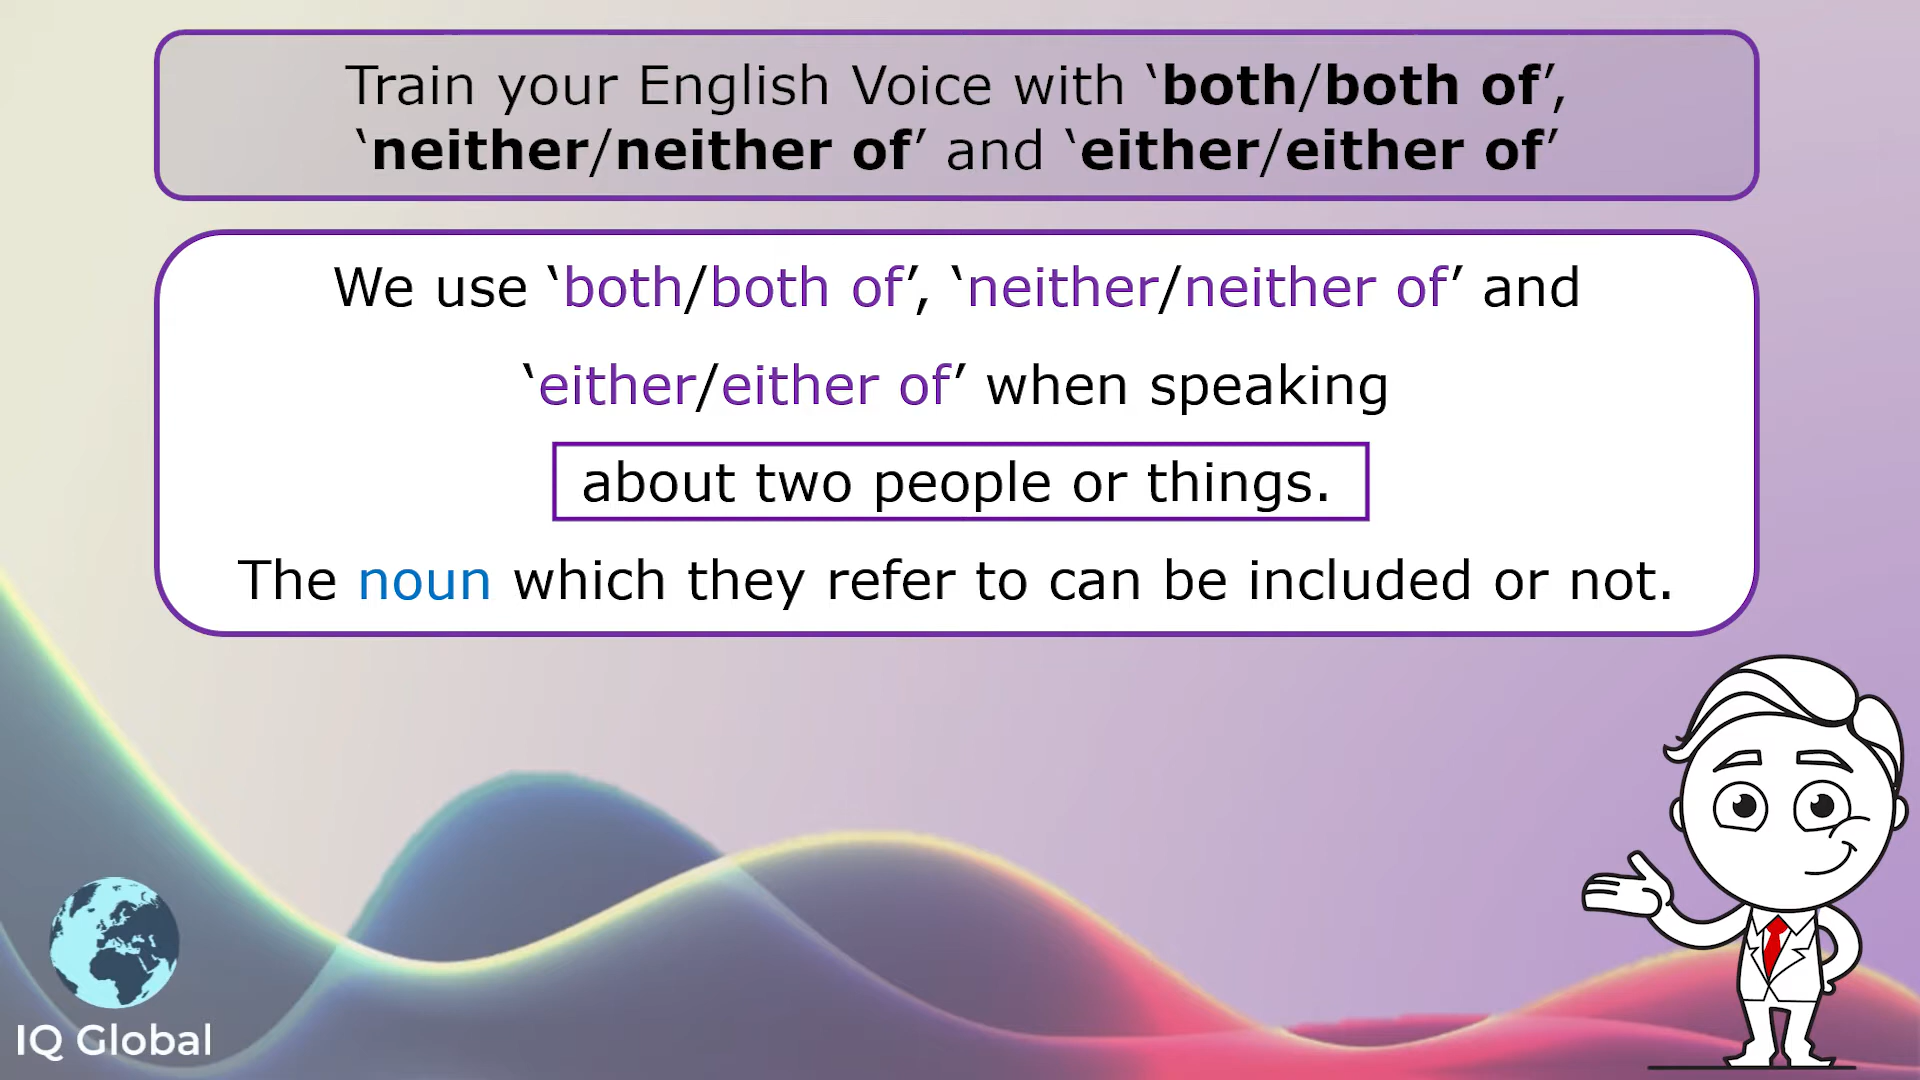 Train your English Voice with ‘both/both of’,
‘neither/neither of’ and ‘either/either of’
We use ‘both/both of’, ‘neither/neither of’ and
‘either/either of’ when speaking
about two people or things.
The noun which they refer to can be included or not.
IQ Global